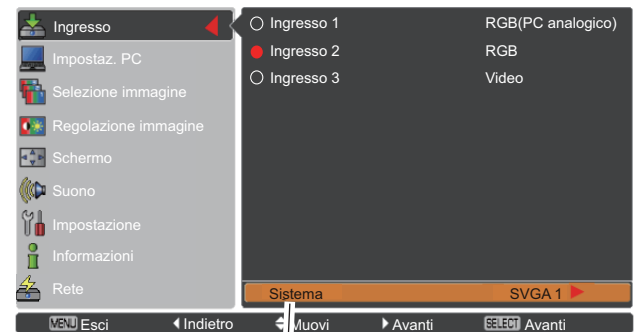 Ingresso
Impostaz. PC
Selezione immagine
Regolazione immagine
Schermo
Suono
Impostazione
Informazioni
Rete
Ingresso 1 RGB(PC analogico)
Ingresso 2 RGB
Ingresso 3 Video
Sistema SVGA 1
MENU Esci Indietro Muovi Avanti SELECT Avanti